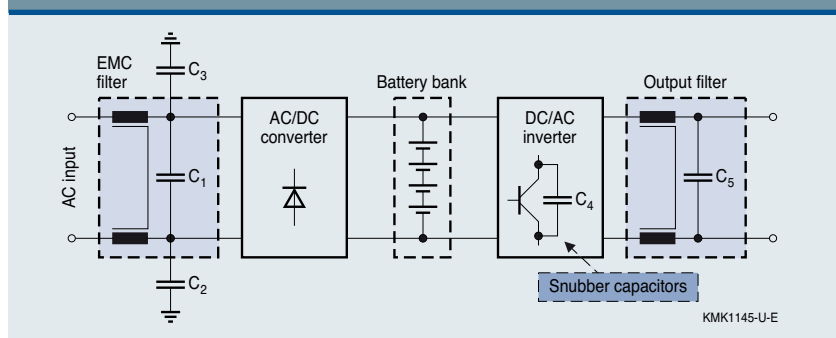 EMC
filter
C3
AC input
C1
C2
AC/DC
converter
Battery bank
DC/AC
inverter
C4
Snubber capacitors
Output filter
C5
KMK1145-U-E